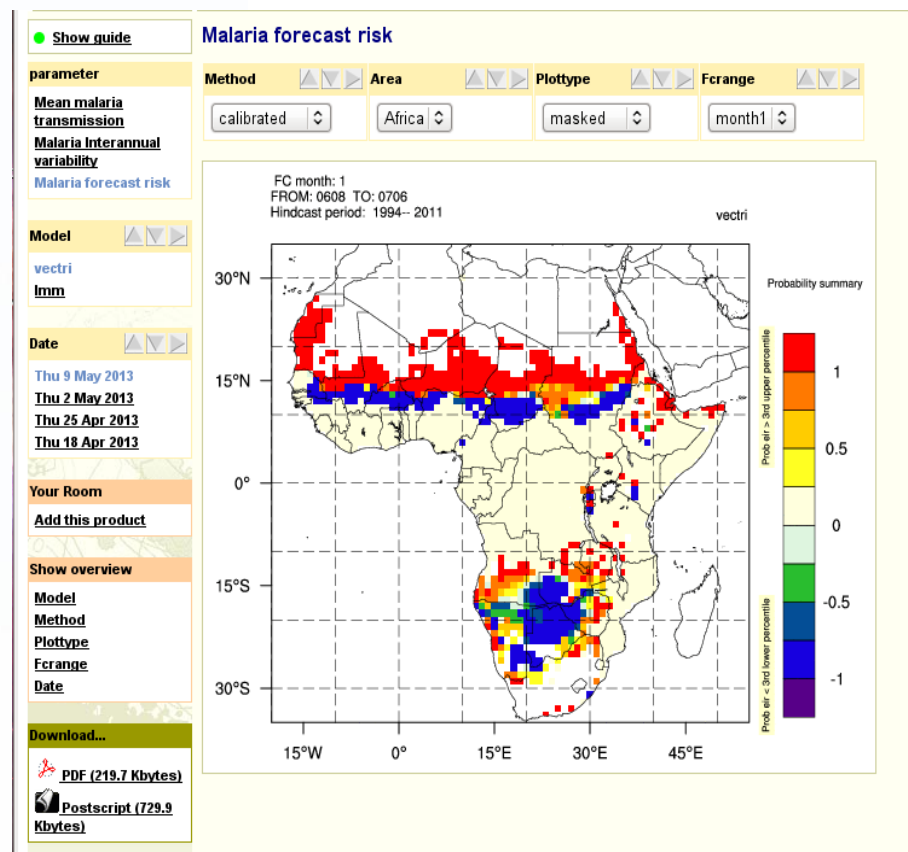 Show guide
parameter
Mean malaria
transmission
Malaria Interannual
variability
Malaria forecast risk
Model
vectri
lmm
Date
Thu 9 May 2013
Thu 2 May 2013
Thu 25 Apr 2013
Thu 18 Apr 2013
Your Room
Add this product
Show overview
Model
Method
Plottype
Fcrange
Date
Download...
PDF (219.7 Kbytes)
Postscript (729.9
Kbytes)
Malaria forecast risk
Method
Area
Plottype
Fcrange
calibrated
Africa
masked
month1
FC month: 1
FROM: 0608 TO: 0706
Hindcast period: 1994-- 2011
vectri
30°N
15°N
0°
15°S
30°S
15°W
0°
15°E
30°E
45°E
Probability summary
Prob eir > 3rd upper percentile
Prob eir < 3rd lower percentile
1
0.5
0
-0.5
-1